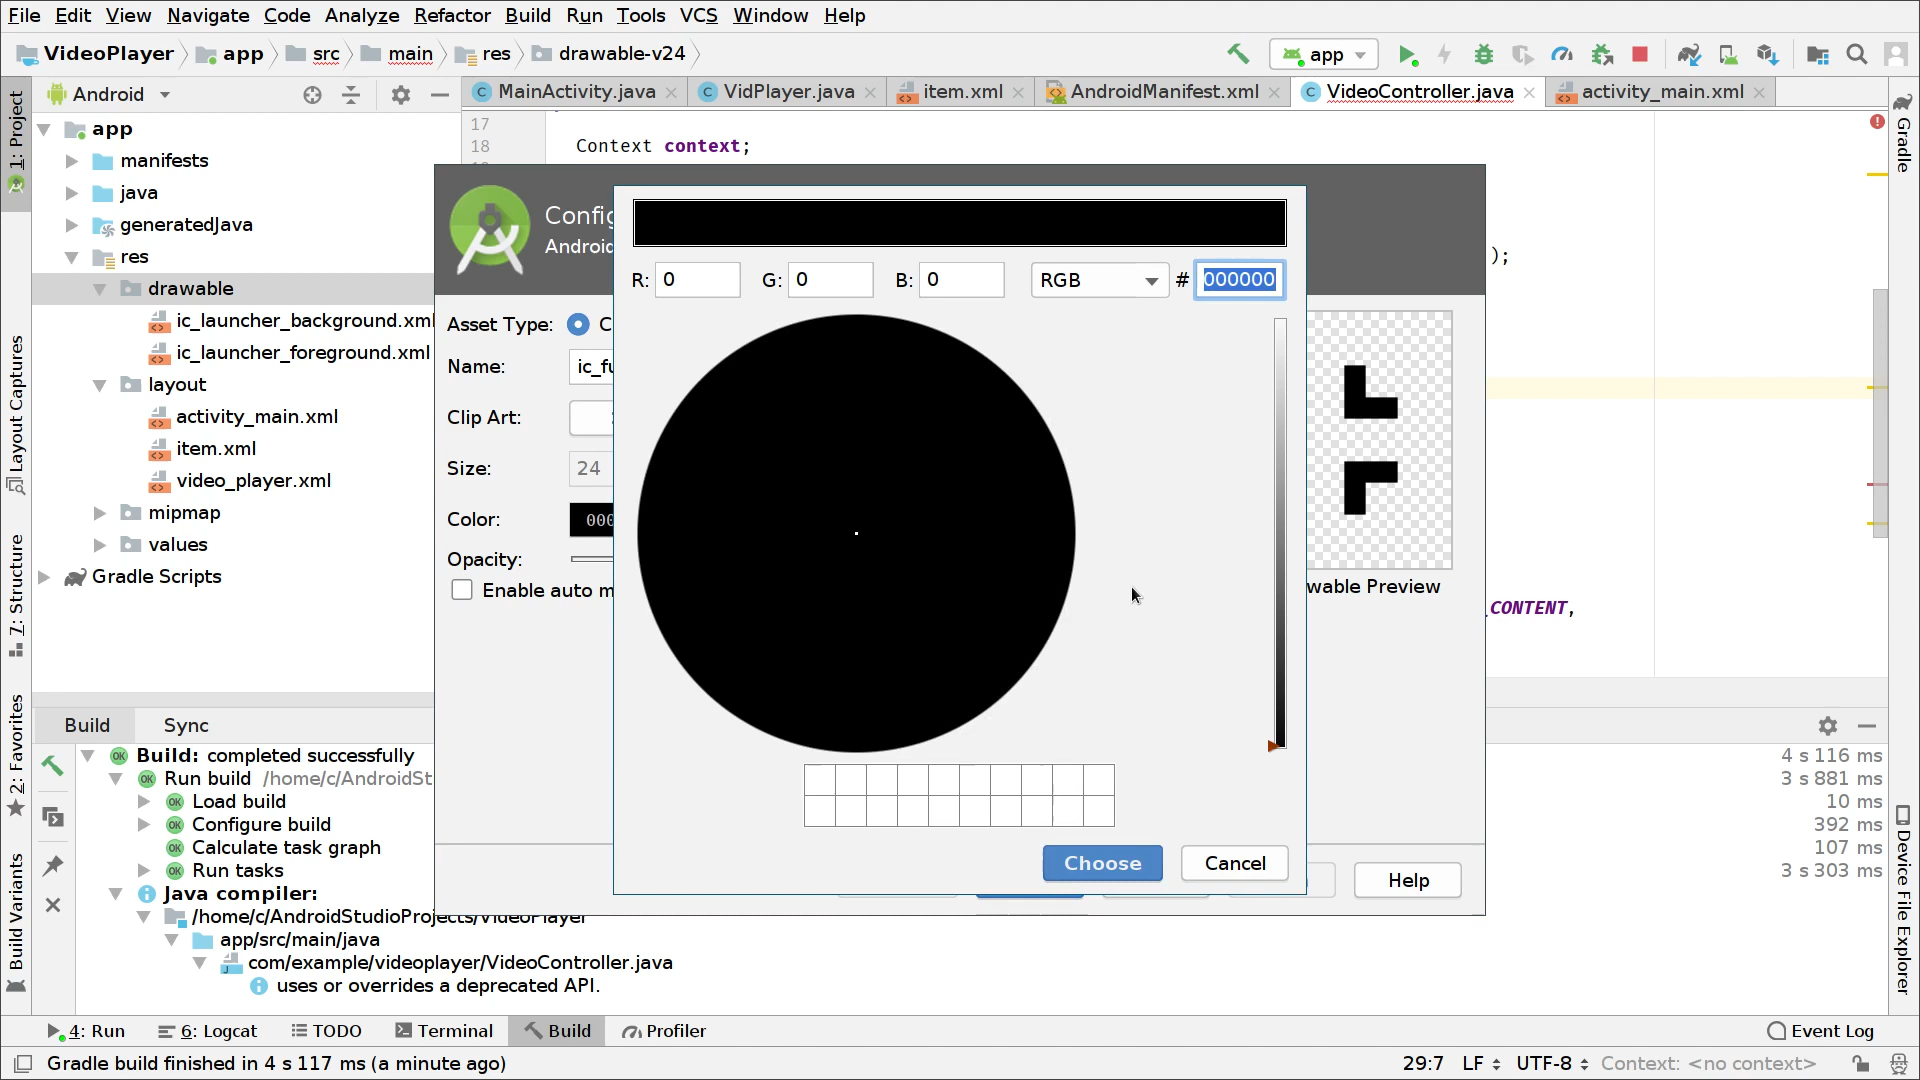 File Edit View Navigate Code Analyze Refactor Build Run Tools VCS Window Help
VideoPlayer app src main res drawable-v24 app
Android MainActivity.java VidPlayer.java item.xml AndroidManifest.xml VideoController.java activity_main.xml
1: Project
Layout Captures
7: Structure
2: Favorites
Build Variants
app
manifests
java
generatedJava
res
drawable
ic_launcher_background.xml
ic_launcher_foreground.xml
layout
activity_main.xml
item.xml
video_player.xml
mipmap
values
Gradle Scripts
17
18 Context context;
);
_CONTENT,
Config
Android
Asset Type: C
Name: ic_fu
Clip Art:
Size: 24
Color: 000
Opacity:
Enable auto m
wable Preview
Help
R: 0 G: 0 B: 0 RGB # 000000
Choose Cancel
Gradle
Device File Explorer
Build Sync
Build: completed successfully 4 s 116 ms
Run build /home/c/AndroidSt 3 s 881 ms
Load build 10 ms
Configure build 392 ms
Calculate task graph 107 ms
Run tasks 3 s 303 ms
Java compiler:
/home/c/AndroidStudioProjects/VideoPlayer
app/src/main/java
com/example/videoplayer/VideoController.java
uses or overrides a deprecated API.
4: Run 6: Logcat TODO Terminal Build Profiler Event Log
Gradle build finished in 4 s 117 ms (a minute ago) 29:7 LF UTF-8 Context: <no context>